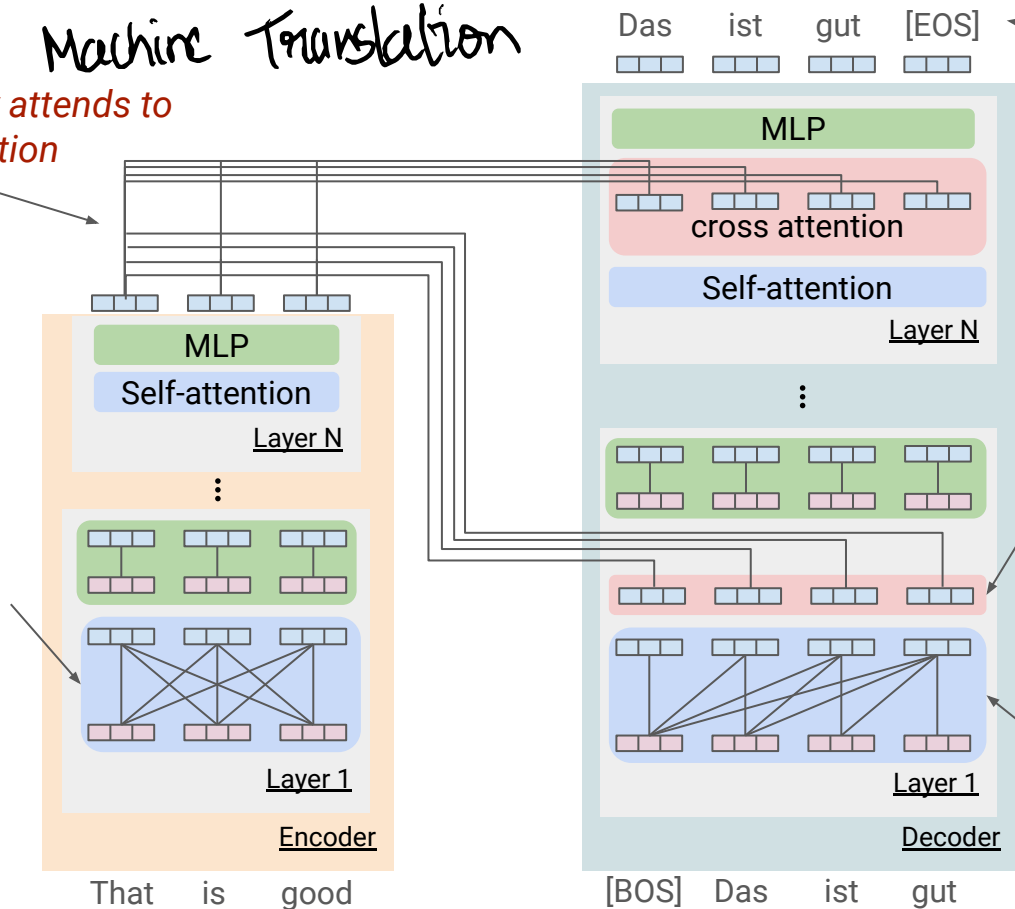 Machine Translation
attends to
tion
MLP
Self-attention
Layer N
⋮
Layer 1
Encoder
That is good
Das ist gut [EOS]
MLP
cross attention
Self-attention
Layer N
⋮
Layer 1
Decoder
[BOS] Das ist gut